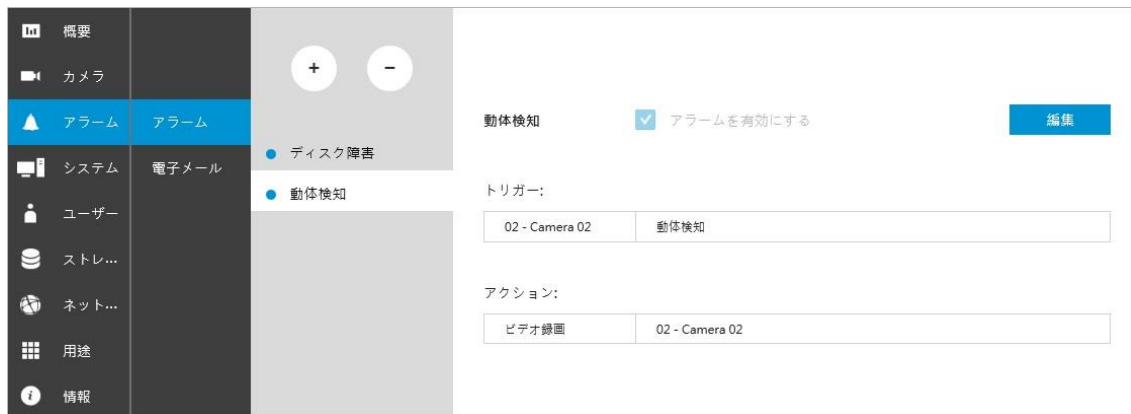 概要
カメラ
アラーム
システム
ユーザー
ストレ...
ネット...
用途
情報
アラーム
電子メール
+
-
ディスク障害
動体検知
動体検知
アラームを有効にする
編集
トリガー:
02 - Camera 02 動体検知
アクション:
ビデオ録画 02 - Camera 02